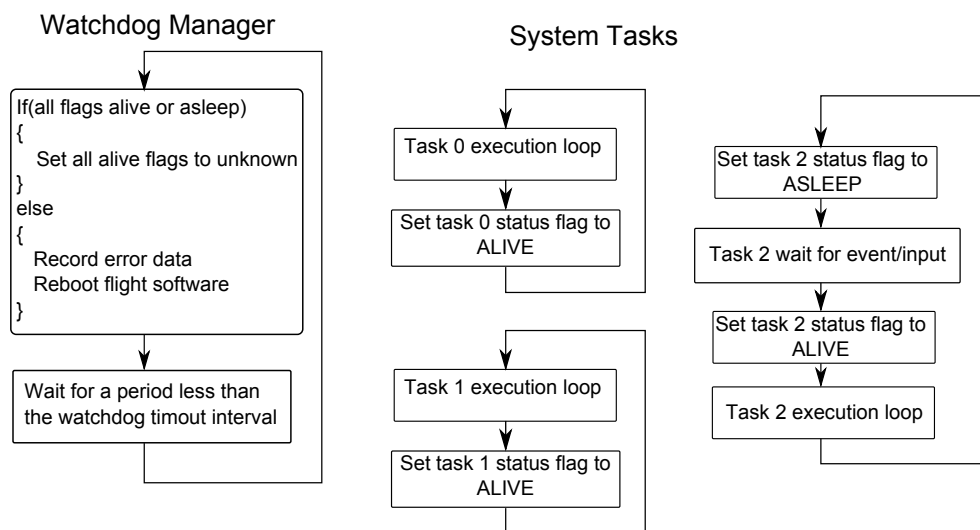 Watchdog Manager
If(all flags alive or asleep)
{
Set all alive flags to unknown
}
else
{
Record error data
Reboot flight software
}
Wait for a period less than
the watchdog timout interval
System Tasks
Task 0 execution loop
Set task 0 status flag to
ALIVE
Task 1 execution loop
Set task 1 status flag to
ALIVE
Set task 2 status flag to
ASLEEP
Task 2 wait for event/input
Set task 2 status flag to
ALIVE
Task 2 execution loop